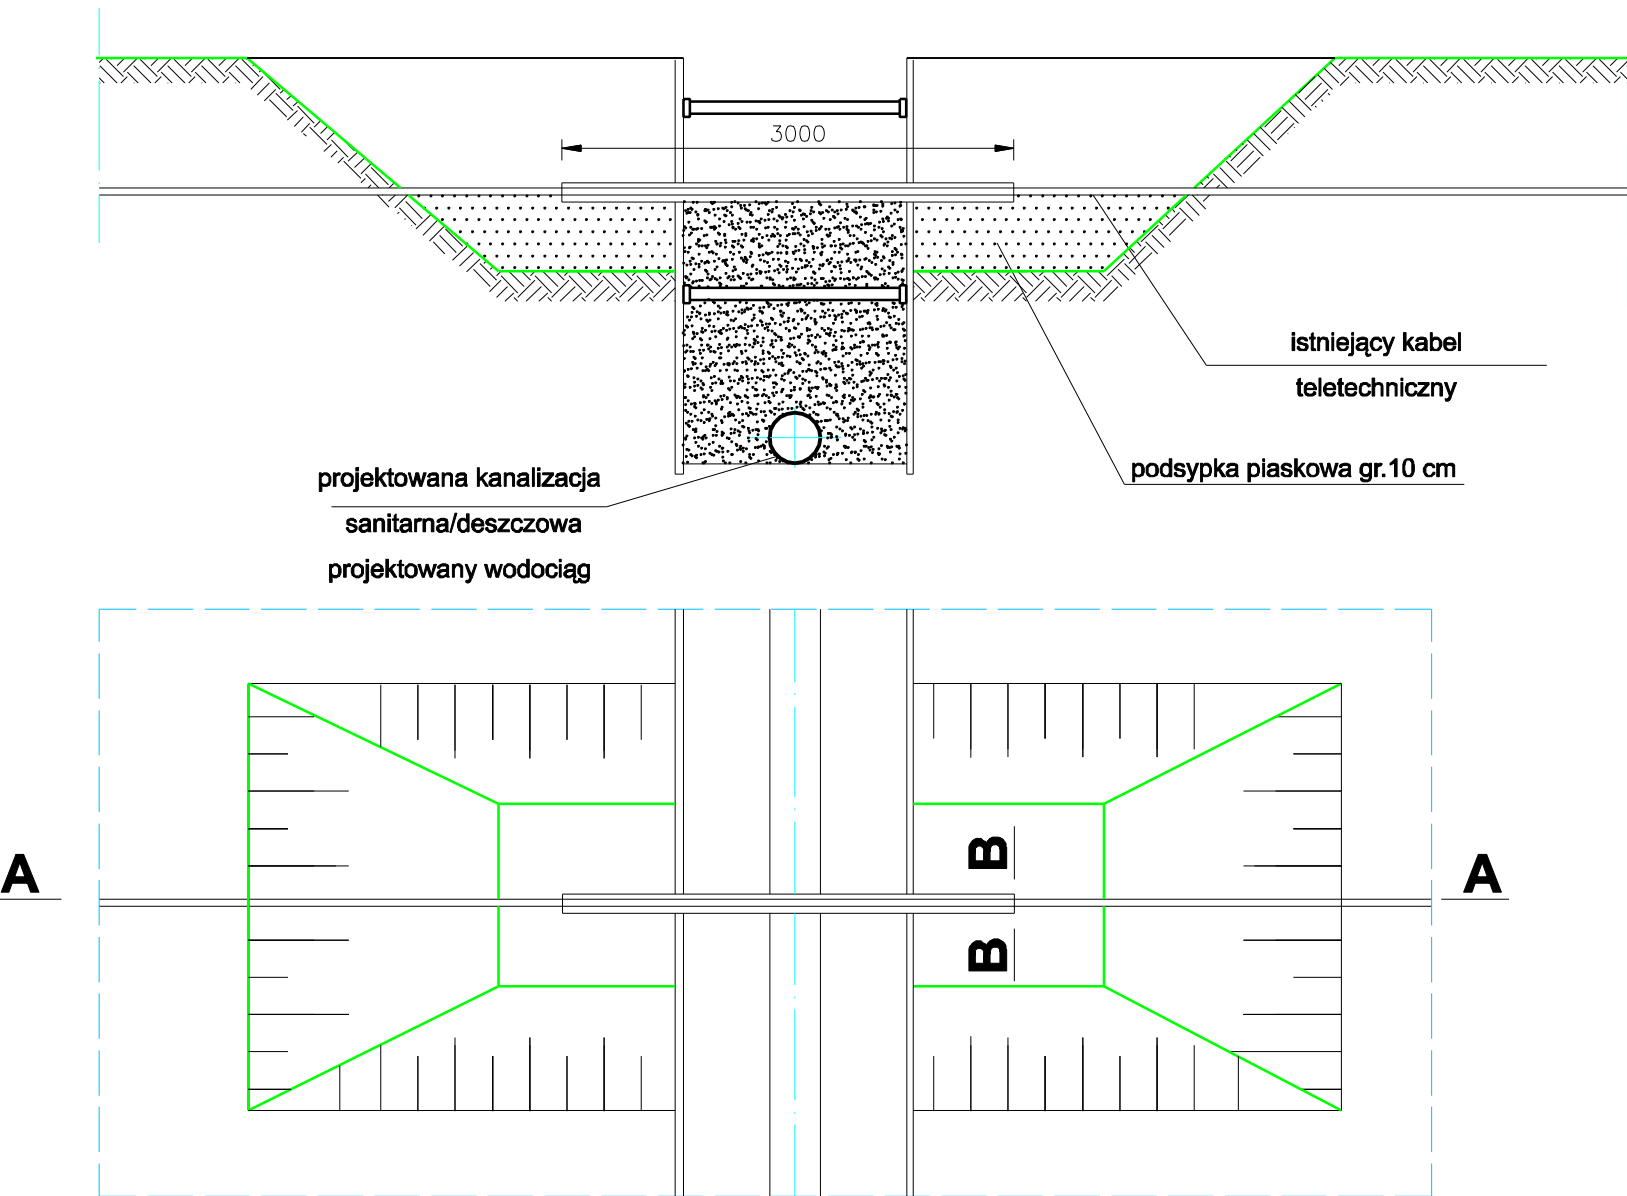 3000
istniejący kabel
teletechniczny
podsypka piaskowa gr.10 cm
projektowana kanalizacja
sanitarna/deszczowa
projektowany wodociąg
B
A
A
B